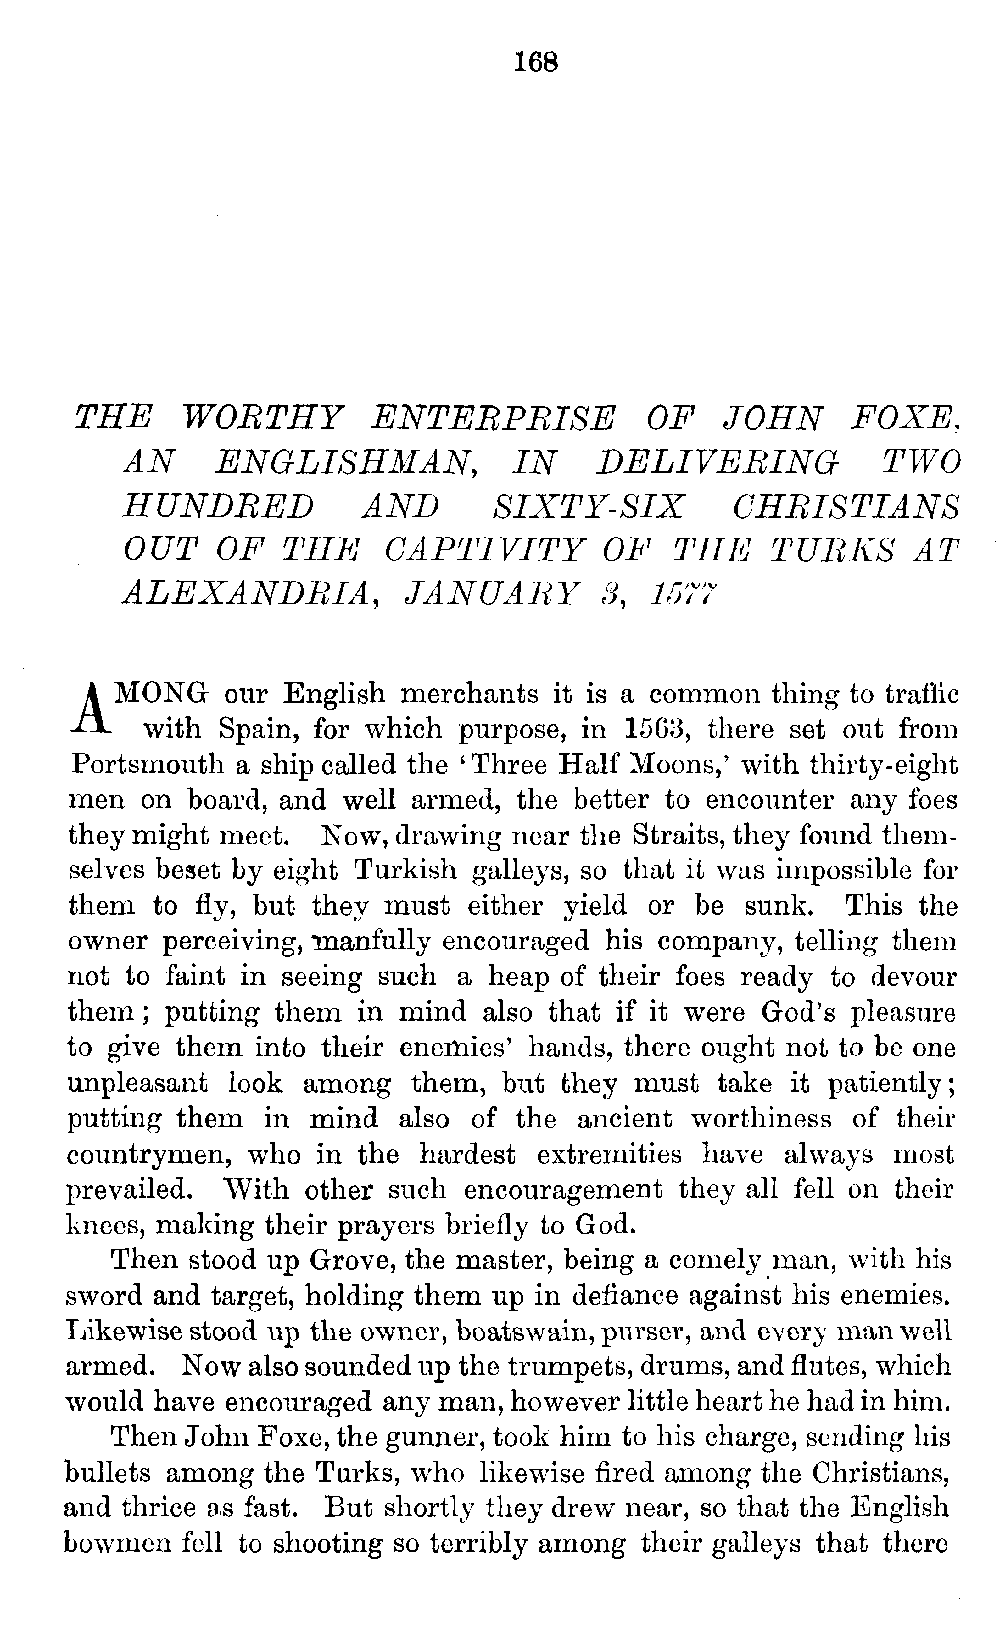 168
THE WORTHY ENTERPRISE OF JOHN FOXE,
AN ENGLISHMAN, IN DELIVERING TWO
HUNDRED AND SIXTY-SIX CHRISTIANS
OUT OF THE CAPTIVITY OF THE TURKS AT
ALEXANDRIA, JANUARY 3, 1577
AMONG our English merchants it is a common thing to traffic
with Spain, for which purpose, in 1563, there set out from
Portsmouth a ship called the 'Three Half Moons,' with thirty-eight
men on board, and well armed, the better to encounter any foes
they might meet. Now, drawing near the Straits, they found them-
selves beset by eight Turkish galleys, so that it was impossible for
them to fly, but they must either yield or be sunk. This the
owner perceiving, manfully encouraged his company, telling them
not to faint in seeing such a heap of their foes ready to devour
them; putting them in mind also that if it were God's pleasure
to give them into their enemies' hands, there ought not to be one
unpleasant look among them, but they must take it patiently;
putting them in mind also of the ancient worthiness of their
countrymen, who in the hardest extremities have always most
prevailed. With other such encouragement they all fell on their
knees, making their prayers briefly to God.
Then stood up Grove, the master, being a comely man, with his
sword and target, holding them up in defiance against his enemies.
Likewise stood up the owner, boatswain, purser, and every man well
armed. Now also sounded up the trumpets, drums, and flutes, which
would have encouraged any man, however little heart he had in him.
Then John Foxe, the gunner, took him to his charge, sending his
bullets among the Turks, who likewise fired among the Christians,
and thrice as fast. But shortly they drew near, so that the English
bowmen fell to shooting so terribly among their galleys that there